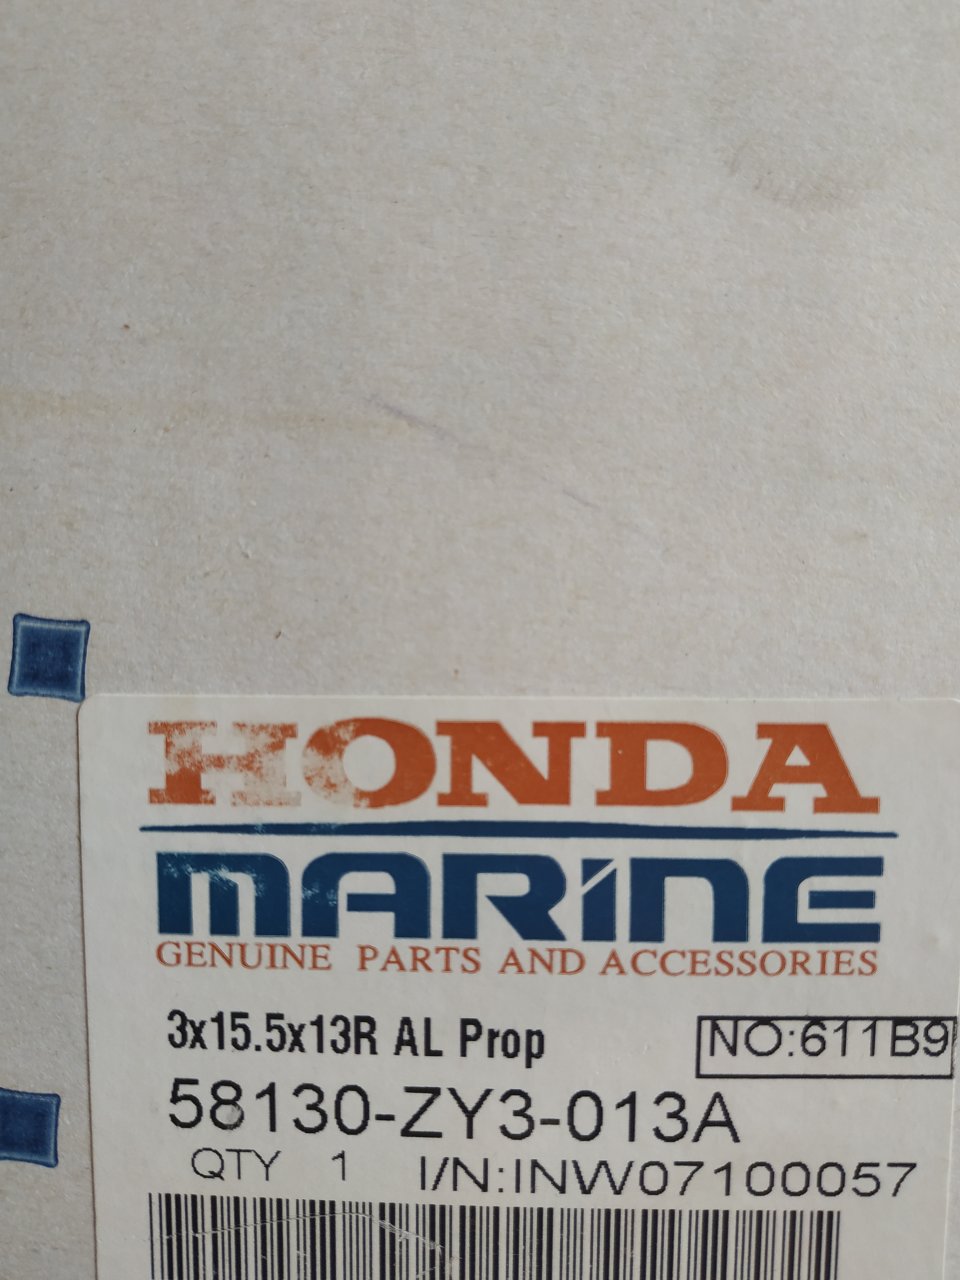 HONDA
MARINE
GENUINE PARTS AND ACCESSORIES
3x15.5x13R AL Prop
NO:611B9
58130-ZY3-013A
QTY 1 I/N:INW07100057